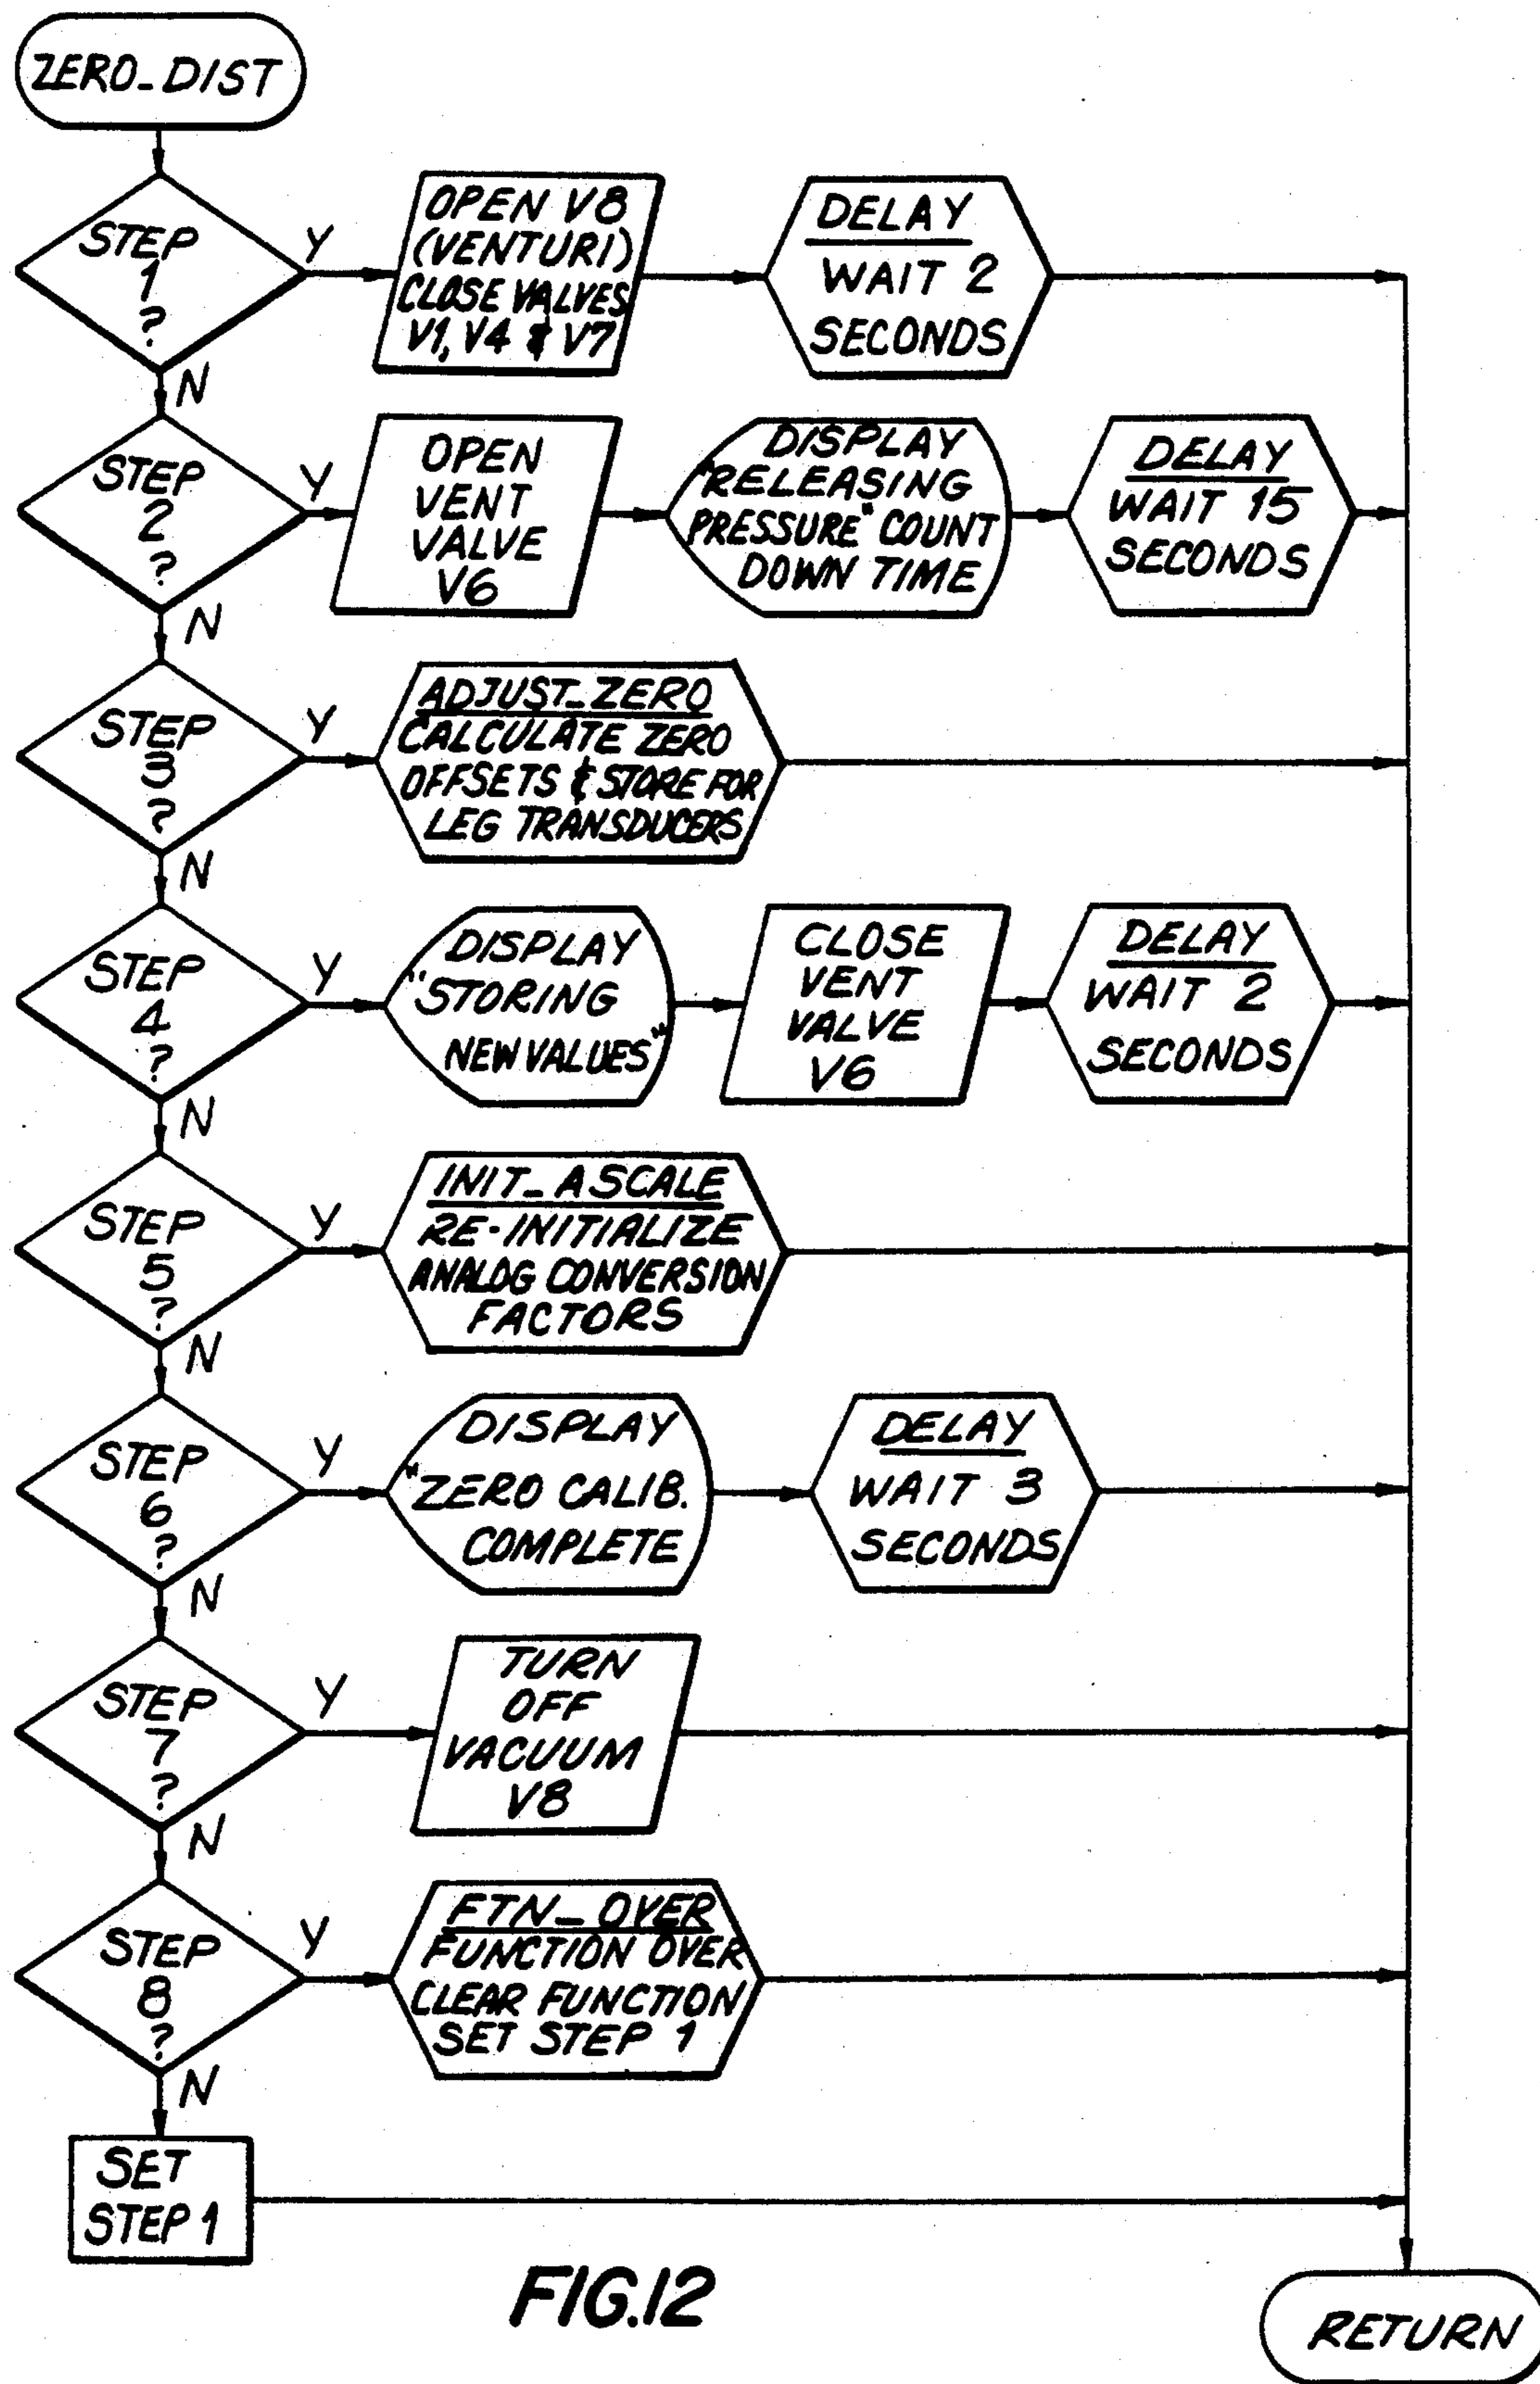 ZERO_DIST
STEP
1
?
Y
N
OPEN V8
(VENTURI)
CLOSE VALVES
V1, V4 & V7
DELAY
WAIT 2
SECONDS
STEP
2
?
Y
N
OPEN
VENT
VALVE
V6
DISPLAY
"RELEASING
PRESSURE" COUNT
DOWN TIME
DELAY
WAIT 15
SECONDS
STEP
3
?
Y
N
ADJUST_ZERO
CALCULATE ZERO
OFFSETS & STORE FOR
LEG TRANSDUCERS
STEP
4
?
Y
N
DISPLAY
"STORING
NEW VALUES"
CLOSE
VENT
VALVE
V6
DELAY
WAIT 2
SECONDS
STEP
5
?
Y
N
INIT_ASCALE
RE-INITIALIZE
ANALOG CONVERSION
FACTORS
STEP
6
?
Y
N
DISPLAY
"ZERO CALIB.
COMPLETE
DELAY
WAIT 3
SECONDS
STEP
7
?
Y
N
TURN
OFF
VACUUM
V8
STEP
8
?
Y
N
FTN_OVER
FUNCTION OVER
CLEAR FUNCTION
SET STEP 1
SET
STEP 1
FIG.12
RETURN